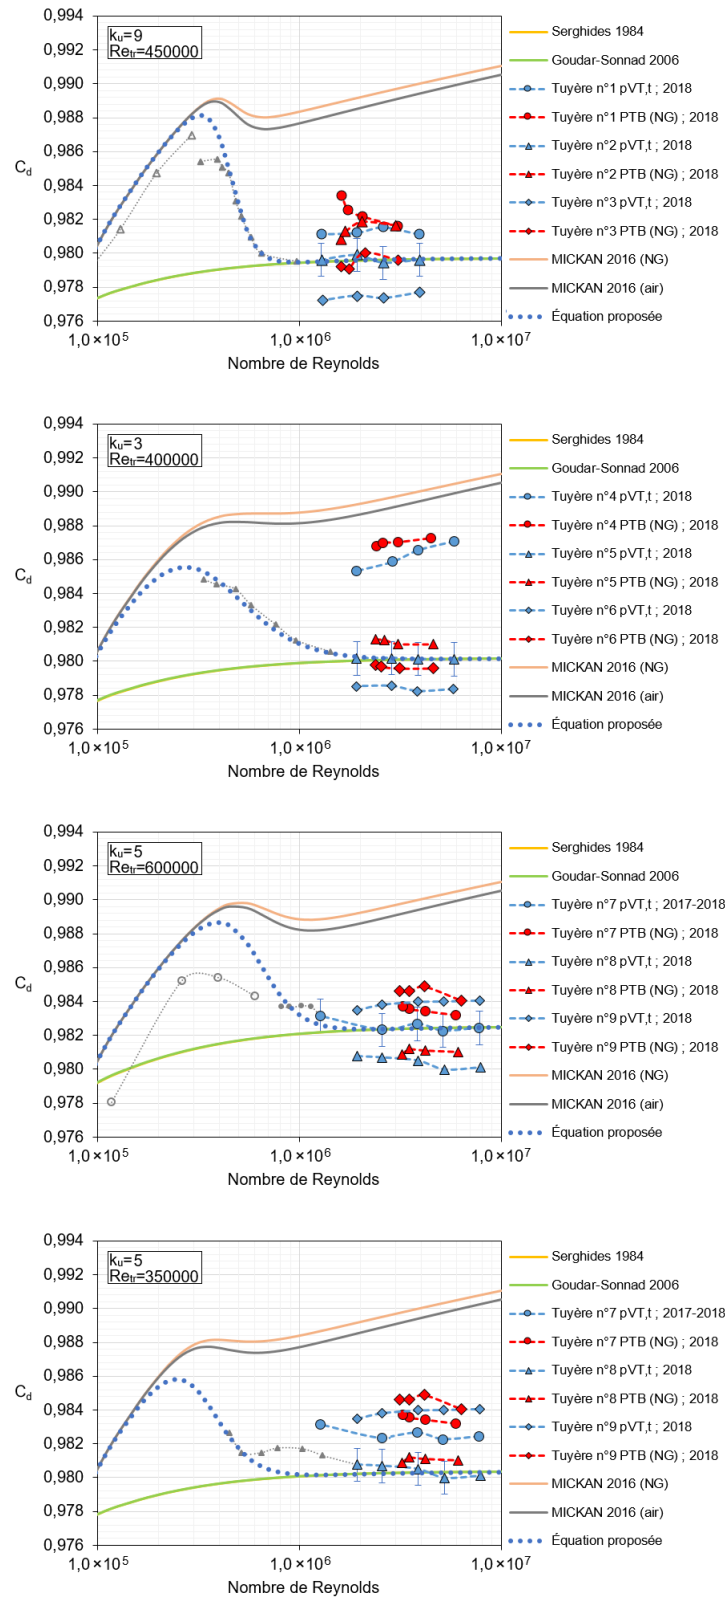 0,994
0,992
0,990
0,988
0,986
0,984
0,982
0,980
0,978
0,976
C_d
k_u=9
Re_tr=450000
1,0×10⁵
1,0×10⁶
1,0×10⁷
Nombre de Reynolds
Serghides 1984
Goudar-Sonnad 2006
Tuyère n°1 pVT,t ; 2018
Tuyère n°1 PTB (NG) ; 2018
Tuyère n°2 pVT,t ; 2018
Tuyère n°2 PTB (NG) ; 2018
Tuyère n°3 pVT,t ; 2018
Tuyère n°3 PTB (NG) ; 2018
MICKAN 2016 (NG)
MICKAN 2016 (air)
Équation proposée
0,994
0,992
0,990
0,988
0,986
0,984
0,982
0,980
0,978
0,976
C_d
k_u=3
Re_tr=400000
1,0×10⁵
1,0×10⁶
1,0×10⁷
Nombre de Reynolds
Serghides 1984
Goudar-Sonnad 2006
Tuyère n°4 pVT,t ; 2018
Tuyère n°4 PTB (NG) ; 2018
Tuyère n°5 pVT,t ; 2018
Tuyère n°5 PTB (NG) ; 2018
Tuyère n°6 pVT,t ; 2018
Tuyère n°6 PTB (NG) ; 2018
MICKAN 2016 (NG)
MICKAN 2016 (air)
Équation proposée
0,994
0,992
0,990
0,988
0,986
0,984
0,982
0,980
0,978
0,976
C_d
k_u=5
Re_tr=600000
1,0×10⁵
1,0×10⁶
1,0×10⁷
Nombre de Reynolds
Serghides 1984
Goudar-Sonnad 2006
Tuyère n°7 pVT,t ; 2017-2018
Tuyère n°7 PTB (NG) ; 2018
Tuyère n°8 pVT,t ; 2018
Tuyère n°8 PTB (NG) ; 2018
Tuyère n°9 pVT,t ; 2018
Tuyère n°9 PTB (NG) ; 2018
MICKAN 2016 (NG)
MICKAN 2016 (air)
Équation proposée
0,994
0,992
0,990
0,988
0,986
0,984
0,982
0,980
0,978
0,976
C_d
k_u=5
Re_tr=350000
1,0×10⁵
1,0×10⁶
1,0×10⁷
Nombre de Reynolds
Serghides 1984
Goudar-Sonnad 2006
Tuyère n°7 pVT,t ; 2017-2018
Tuyère n°7 PTB (NG) ; 2018
Tuyère n°8 pVT,t ; 2018
Tuyère n°8 PTB (NG) ; 2018
Tuyère n°9 pVT,t ; 2018
Tuyère n°9 PTB (NG) ; 2018
MICKAN 2016 (NG)
MICKAN 2016 (air)
Équation proposée